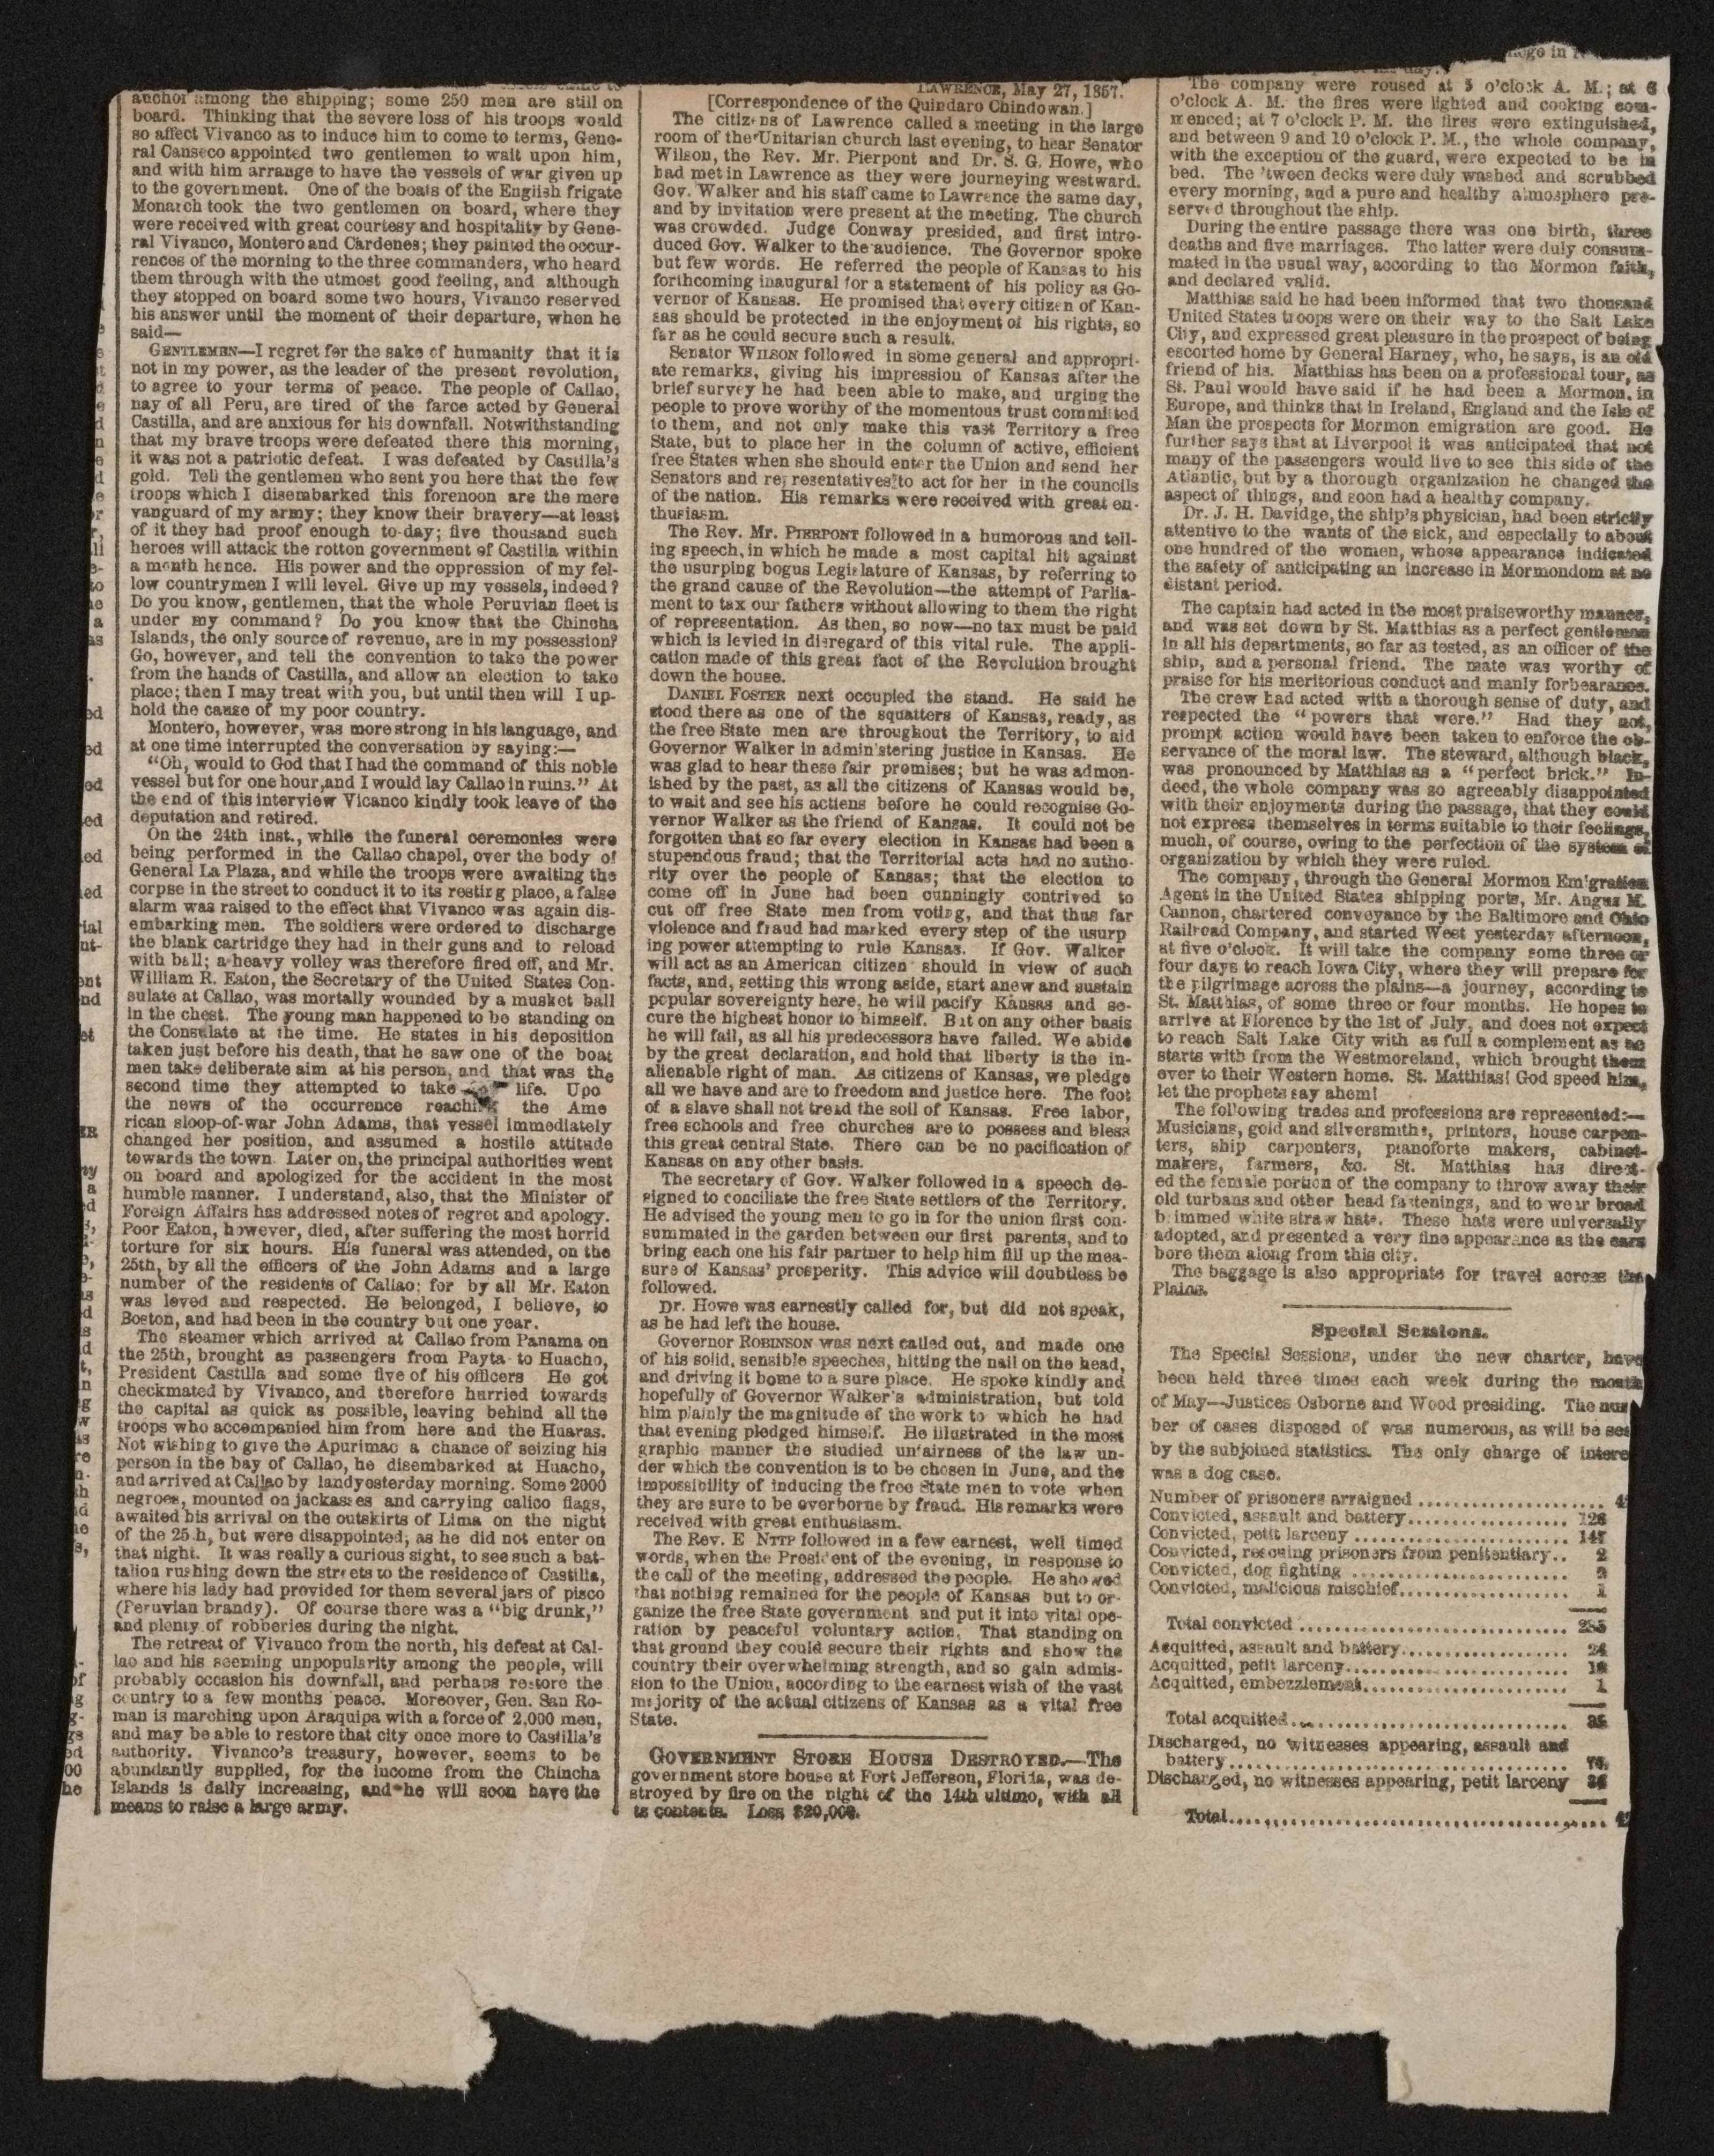 anchor among the shipping; some 250 men are still on
board. Thinking that the severe loss of his troops would
so affect Vivanco as to induce him to come to terms, Gene-
ral Canseco appointed two gentlemen to wait upon him,
and with him arrange to have the vessels of war given up
to the government. One of the boats of the English frigate
Monarch took the two gentlemen on board, where they
were received with great courtesy and hospitality by Gene-
ral Vivanco, Montero and Cardenes; they painted the occur-
rences of the morning to the three commanders, who heard
them through with the utmost good feeling, and although
they stopped on board some two hours, Vivanco reserved
his answer until the moment of their departure, when he
said—
GENTLEMEN—I regret for the sake of humanity that it is
not in my power, as the leader of the present revolution,
to agree to your terms of peace. The people of Callao,
nay of all Peru, are tired of the farce acted by General
Castilla, and are anxious for his downfall. Notwithstanding
that my brave troops were defeated there this morning,
it was not a patriotic defeat. I was defeated by Castilla's
gold. Tell the gentlemen who sent you here that the few
troops which I disembarked this forenoon are the mere
vanguard of my army; they know their bravery—at least
of it they had proof enough to-day; five thousand such
heroes will attack the rotton government of Castilla within
a month hence. His power and the oppression of my fel-
low countrymen I will level. Give up my vessels, indeed?
Do you know, gentlemen, that the whole Peruvian fleet is
under my command? Do you know that the Chincha
Islands, the only source of revenue, are in my possession?
Go, however, and tell the convention to take the power
from the hands of Castilla, and allow an election to take
place; then I may treat with you, but until then will I up-
hold the cause of my poor country.
Montero, however, was more strong in his language, and
at one time interrupted the conversation by saying:—
"Oh, would to God that I had the command of this noble
vessel but for one hour, and I would lay Callao in ruins." At
the end of this interview Vicanco kindly took leave of the
deputation and retired.
On the 24th inst., while the funeral ceremonies were
being performed in the Callao chapel, over the body of
General La Plaza, and while the troops were awaiting the
corpse in the street to conduct it to its resting place, a false
alarm was raised to the effect that Vivanco was again dis-
embarking men. The soldiers were ordered to discharge
the blank cartridge they had in their guns and to reload
with ball; a heavy volley was therefore fired off, and Mr.
William R. Eaton, the Secretary of the United States Con-
sulate at Callao, was mortally wounded by a musket ball
in the chest. The young man happened to be standing on
the Consulate at the time. He states in his deposition
taken just before his death, that he saw one of the boat
men take deliberate aim at his person, and that was the
second time they attempted to take life. Upo
the news of the occurrence reaching the Ame
rican sloop-of-war John Adams, that vessel immediately
changed her position, and assumed a hostile attitude
towards the town. Later on, the principal authorities went
on board and apologized for the accident in the most
humble manner. I understand, also, that the Minister of
Foreign Affairs has addressed notes of regret and apology.
Poor Eaton, however, died, after suffering the most horrid
torture for six hours. His funeral was attended, on the
25th, by all the officers of the John Adams and a large
number of the residents of Callao; for by all Mr. Eaton
was loved and respected. He belonged, I believe, to
Boston, and had been in the country but one year.
The steamer which arrived at Callao from Panama on
the 25th, brought as passengers from Payta to Huacho,
President Castilla and some five of his officers He got
checkmated by Vivanco, and therefore hurried towards
the capital as quick as possible, leaving behind all the
troops who accompanied him from here and the Huaras.
Not wishing to give the Apurimac a chance of seizing his
person in the bay of Callao, he disembarked at Huacho,
and arrived at Callao by land yesterday morning. Some 2000
negroes, mounted on jackasses and carrying calico flags,
awaited his arrival on the outskirts of Lima on the night
of the 25 h, but were disappointed, as he did not enter on
that night. It was really a curious sight, to see such a bat-
talion rushing down the streets to the residence of Castilla,
where his lady had provided for them several jars of pisco
(Peruvian brandy). Of course there was a "big drunk,"
and plenty of robberies during the night.
The retreat of Vivanco from the north, his defeat at Cal-
lao and his seeming unpopularity among the people, will
probably occasion his downfall, and perhaps restore the
country to a few months peace. Moreover, Gen. San Ro-
man is marching upon Araquipa with a force of 2,000 men,
and may be able to restore that city once more to Castilla's
authority. Vivanco's treasury, however, seems to be
abundantly supplied, for the income from the Chincha
Islands is daily increasing, and he will soon have the
means to raise a large army.
LAWRENCE, May 27, 1857.
[Correspondence of the Quindaro Chindowan.]
The citizens of Lawrence called a meeting in the large
room of the Unitarian church last evening, to hear Senator
Wilson, the Rev. Mr. Pierpont and Dr. S. G. Howe, who
had met in Lawrence as they were journeying westward.
Gov. Walker and his staff came to Lawrence the same day,
and by invitation were present at the meeting. The church
was crowded. Judge Conway presided, and first intro-
duced Gov. Walker to the audience. The Governor spoke
but few words. He referred the people of Kansas to his
forthcoming inaugural for a statement of his policy as Go-
vernor of Kansas. He promised that every citizen of Kan-
sas should be protected in the enjoyment of his rights, so
far as he could secure such a result.
Senator WILSON followed in some general and appropri-
ate remarks, giving his impression of Kansas after the
brief survey he had been able to make, and urging the
people to prove worthy of the momentous trust committed
to them, and not only make this vast Territory a free
State, but to place her in the column of active, efficient
free States when she should enter the Union and send her
Senators and representatives to act for her in the councils
of the nation. His remarks were received with great en-
thusiasm.
The Rev. Mr. PIERPONT followed in a humorous and tell-
ing speech, in which he made a most capital hit against
the usurping bogus Legislature of Kansas, by referring to
the grand cause of the Revolution—the attempt of Parlia-
ment to tax our fathers without allowing to them the right
of representation. As then, so now—no tax must be paid
which is levied in disregard of this vital rule. The appli-
cation made of this great fact of the Revolution brought
down the house.
DANIEL FOSTER next occupied the stand. He said he
stood there as one of the squatters of Kansas, ready, as
the free State men are throughout the Territory, to aid
Governor Walker in administering justice in Kansas. He
was glad to hear these fair promises; but he was admon-
ished by the past, as all the citizens of Kansas would be,
to wait and see his actions before he could recognise Go-
vernor Walker as the friend of Kansas. It could not be
forgotten that so far every election in Kansas had been a
stupendous fraud; that the Territorial acts had no autho-
rity over the people of Kansas; that the election to
come off in June had been cunningly contrived to
cut off free State men from voting, and that thus far
violence and fraud had marked every step of the usurp
ing power attempting to rule Kansas. If Gov. Walker
will act as an American citizen should in view of such
facts, and, setting this wrong aside, start anew and sustain
popular sovereignty here, he will pacify Kansas and se-
cure the highest honor to himself. But on any other basis
he will fail, as all his predecessors have failed. We abide
by the great declaration, and hold that liberty is the in-
alienable right of man. As citizens of Kansas, we pledge
all we have and are to freedom and justice here. The foot
of a slave shall not tread the soil of Kansas. Free labor,
free schools and free churches are to possess and bless
this great central State. There can be no pacification of
Kansas on any other basis.
The secretary of Gov. Walker followed in a speech de-
signed to conciliate the free State settlers of the Territory.
He advised the young men to go in for the union first con-
summated in the garden between our first parents, and to
bring each one his fair partner to help him fill up the mea-
sure of Kansas' prosperity. This advice will doubtless be
followed.
Dr. Howe was earnestly called for, but did not speak,
as he had left the house.
Governor ROBINSON was next called out, and made one
of his solid, sensible speeches, hitting the nail on the head,
and driving it home to a sure place. He spoke kindly and
hopefully of Governor Walker's administration, but told
him plainly the magnitude of the work to which he had
that evening pledged himself. He illustrated in the most
graphic manner the studied unfairness of the law un-
der which the convention is to be chosen in June, and the
impossibility of inducing the free State men to vote when
they are sure to be overborne by fraud. His remarks were
received with great enthusiasm.
The Rev. E followed in a few earnest, well timed
words, when the President of the evening, in response to
the call of the meeting, addressed the people. He showed
that nothing remained for the people of Kansas but to or-
ganize the free State government and put it into vital ope-
ration by peaceful voluntary action. That standing on
that ground they could secure their rights and show the
country their overwhelming strength, and so gain admis-
sion to the Union, according to the earnest wish of the vast
majority of the actual citizens of Kansas as a vital free
State.
GOVERNMENT STORE HOUSE DESTROYED.—The
government store house at Fort Jefferson, Florida, was de-
stroyed by fire on the night of the 14th ultimo, with all
ts contents. Loss $20,000.
The company were roused at 5 o'clock A. M.; at 6
o'clock A. M. the fires were lighted and cooking com-
menced; at 7 o'clock P. M. the fires were extinguished,
and between 9 and 10 o'clock P. M., the whole company,
with the exception of the guard, were expected to be in
bed. The 'tween decks were duly washed and scrubbed
every morning, and a pure and healthy atmosphere pre-
served throughout the ship.
During the entire passage there was one birth, three
deaths and five marriages. The latter were duly consum-
mated in the usual way, according to the Mormon faith,
and declared valid.
Matthias said he had been informed that two thousand
United States troops were on their way to the Salt Lake
City, and expressed great pleasure in the prospect of being
escorted home by General Harney, who, he says, is an old
friend of his. Matthias has been on a professional tour, as
St. Paul would have said if he had been a Mormon, in
Europe, and thinks that in Ireland, England and the Isle of
Man the prospects for Mormon emigration are good. He
further says that at Liverpool it was anticipated that not
many of the passengers would live to see this side of the
Atlantic, but by a thorough organization he changed the
aspect of things, and soon had a healthy company.
Dr. J. H. Davidge, the ship's physician, had been strictly
attentive to the wants of the sick, and especially to about
one hundred of the women, whose appearance indicated
the safety of anticipating an increase in Mormondom at no
distant period.
The captain had acted in the most praiseworthy manner,
and was set down by St. Matthias as a perfect gentleman
in all his departments, so far as tested, as an officer of the
ship, and a personal friend. The mate was worthy of
praise for his meritorious conduct and manly forbearance.
The crew had acted with a thorough sense of duty, and
respected the "powers that were." Had they not,
prompt action would have been taken to enforce the ob-
servance of the moral law. The steward, although black,
was pronounced by Matthias as a "perfect brick." In-
deed, the whole company was so agreeably disappointed
with their enjoyments during the passage, that they could
not express themselves in terms suitable to their feelings,
much, of course, owing to the perfection of the system of
organization by which they were ruled.
The company, through the General Mormon Emigration
Agent in the United States shipping ports, Mr. Angus M.
Cannon, chartered conveyance by the Baltimore and Ohio
Railroad Company, and started West yesterday afternoon,
at five o'clock. It will take the company some three or
four days to reach Iowa City, where they will prepare for
the pilgrimage across the plains—a journey, according to
St. Matthias, of some three or four months. He hopes to
arrive at Florence by the 1st of July, and does not expect
to reach Salt Lake City with as full a complement as he
starts with from the Westmoreland, which brought them
over to their Western home. St. Matthias! God speed him,
let the prophets say ahem!
The following trades and professions are represented:—
Musicians, gold and silversmiths, printers, house carpen-
ters, ship carpenters, pianoforte makers, cabinet-
makers, farmers, &c. St. Matthias has direct-
ed the female portion of the company to throw away their
old turbans and other head fastenings, and to wear broad
brimmed white straw hats. These hats were universally
adopted, and presented a very fine appearance as the cars
bore them along from this city.
The baggage is also appropriate for travel across the
Plains.
Special Sessions.
The Special Sessions, under the new charter, have
been held three times each week during the month
of May—Justices Osborne and Wood presiding. The num
ber of cases disposed of was numerous, as will be see
by the subjoined statistics. The only charge of intere
was a dog case.
Number of prisoners arraigned .......................... 4
Convicted, assault and battery...................... 126
Convicted, petit larceny .............................. 147
Convicted, rescuing prisoners from penitentiary.. 2
Convicted, dog fighting ...............................
Convicted, malicious mischief........................ 1
Total convicted ......................................
Acquitted, assault and battery....................... 24
Acquitted, petit larceny...............................
Acquitted, embezzlement............................. 1
Total acquitted.......................................
Discharged, no witnesses appearing, assault and
battery................................................
Discharged, no witnesses appearing, petit larceny
Total....................................................